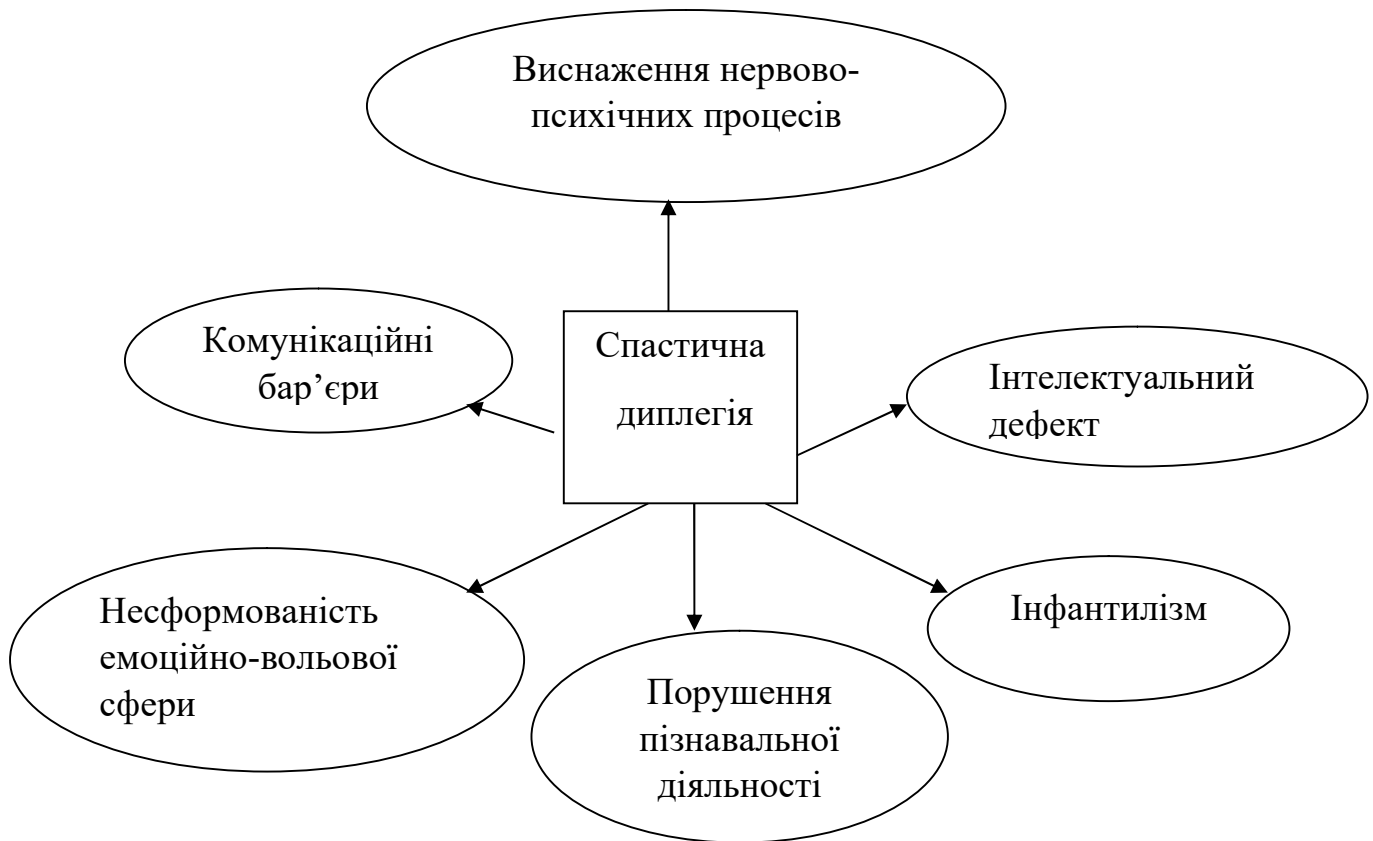 Виснаження нервово-
психічних процесів
Комунікаційні
бар’єри
Спастична
диплегія
Інтелектуальний
дефект
Несформованість
емоційно-вольової
сфери
Порушення
пізнавальної
діяльності
Інфантилізм